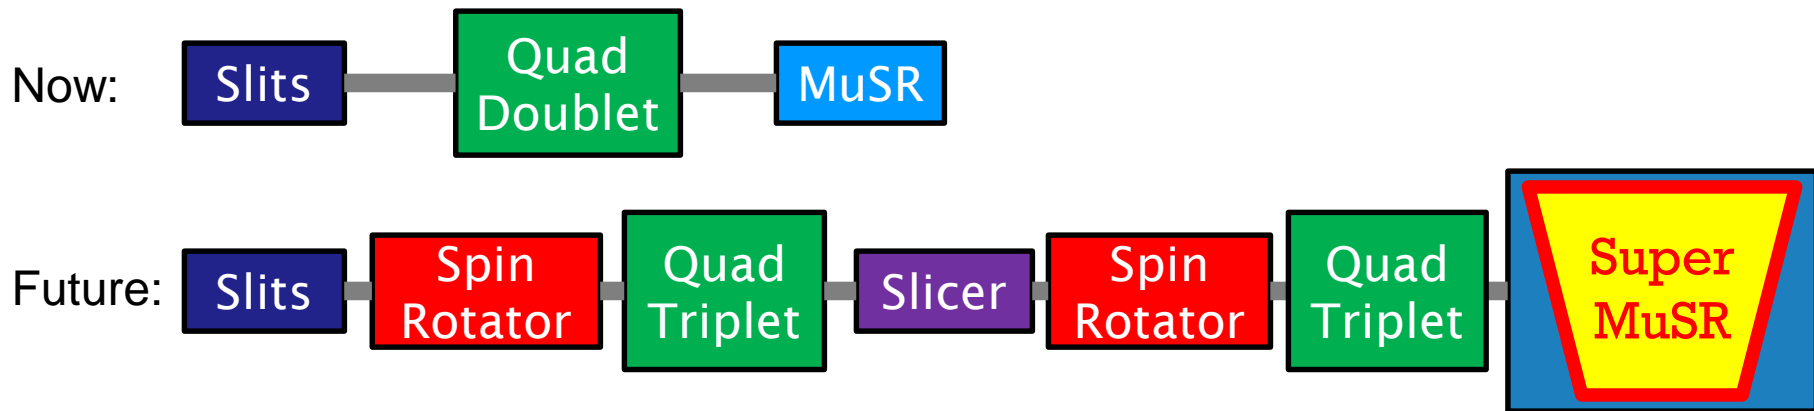 Now:
Slits
Quad
Doublet
MuSR
Future:
Slits
Spin
Rotator
Quad
Triplet
Slicer
Spin
Rotator
Quad
Triplet
Super
MuSR